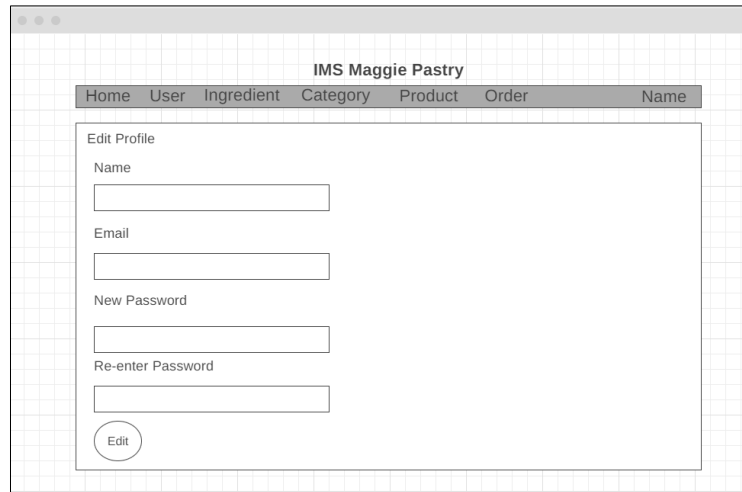 IMS Maggie Pastry
Home User Ingredient Category Product Order Name
Edit Profile
Name
Email
New Password
Re-enter Password
Edit